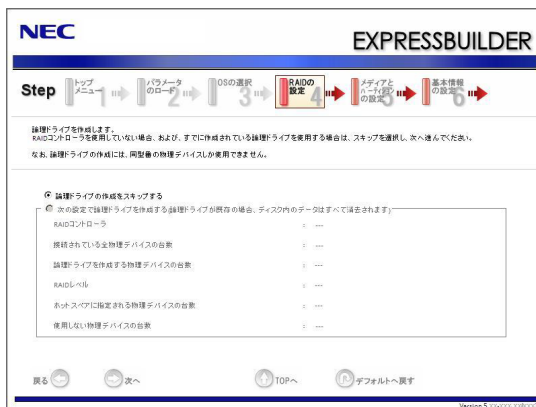 NEC
EXPRESSBUILDER
Step
トップ
メニュー 1
パラメータ
のロード 2
OSの選択
3
RAIDの
設定 4
メディアと
パーティション
の設定 5
基本情報
の設定 6
論理ドライブを作成します。
RAIDコントローラを使用していない場合、および、すでに作成されている論理ドライブを使用する場合は、スキップを選択し、次へ進んでください。
なお、論理ドライブの作成には、同型番の物理デバイスしか使用できません。
論理ドライブの作成をスキップする
次の設定で論理ドライブを作成する(論理ドライブが既存の場合、ディスク内のデータはすべて消去されます)
RAIDコントローラ : ---
接続されている全物理デバイスの台数 : ---
論理ドライブを作成する物理デバイスの台数 : ---
RAIDレベル : ---
ホットスペアに指定される物理デバイスの台数 : ---
使用しない物理デバイスの台数 : ---
戻る
次へ
TOPへ
デフォルトへ戻す
Version 5